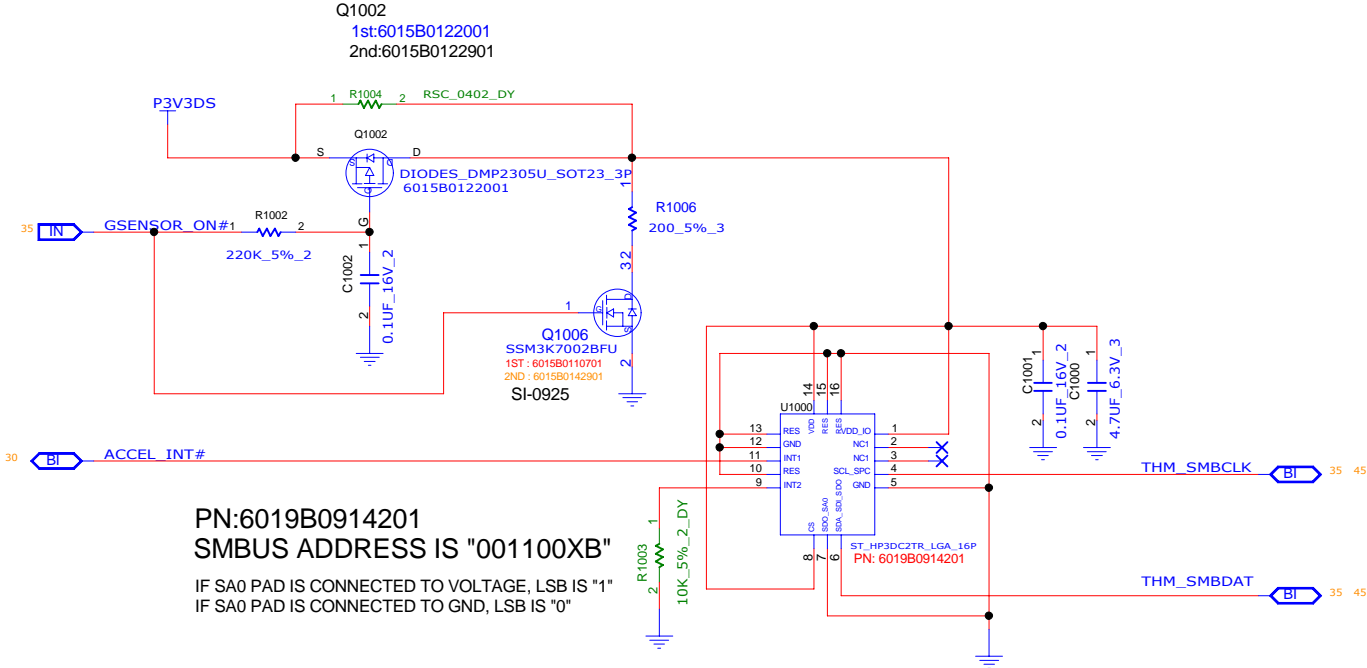 Q1002
1st:6015B0122001
2nd:6015B0122901
P3V3DS
1 R1004 2 RSC_0402_DY
Q1002
S D
S D
G
DIODES_DMP2305U_SOT23_3P
6015B0122001
G
35 IN GSENSOR_ON# 1 R1002 2
220K_5%_2
1
C1002
0.1UF_16V_2
2
1
R1006
200_5%_3
2
3
D
1 G
S
2
Q1006
SSM3K7002BFU
1ST : 6015B0110701
2ND : 6015B0142901
SI-0925
1 C1001 2 0.1UF_16V_2
1 C1000 2 4.7UF_6.3V_3
14 15 16
U1000
VDD RES RES
13 RES VDD_IO 1
12 GND NC1 2
11 INT1 NC1 3
10 RES SCL_SPC 4
9 INT2 GND 5
CS SDO_SA0 SDA_SDI_SDO
8 7 6
ST_HP3DC2TR_LGA_16P
PN: 6019B0914201
30 BI ACCEL_INT#
THM_SMBCLK BI 35 45
THM_SMBDAT BI 35 45
1
R1003
10K_5%_2_DY
2
PN:6019B0914201
SMBUS ADDRESS IS "001100XB"
IF SA0 PAD IS CONNECTED TO VOLTAGE, LSB IS "1"
IF SA0 PAD IS CONNECTED TO GND, LSB IS "0"